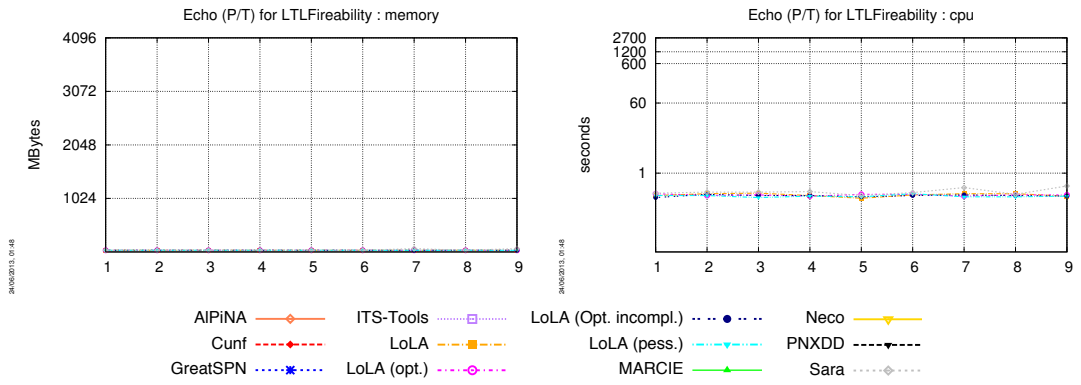 Echo (P/T) for LTLFireability : memory
4096
3072
2048
1024
MBytes
1 2 3 4 5 6 7 8 9
24/06/2013, 01:48
Echo (P/T) for LTLFireability : cpu
2700
1200
600
60
1
seconds
1 2 3 4 5 6 7 8 9
24/06/2013, 01:48
AlPiNA
Cunf
GreatSPN
ITS-Tools
LoLA
LoLA (opt.)
LoLA (Opt. incompl.)
LoLA (pess.)
MARCIE
Neco
PNXDD
Sara